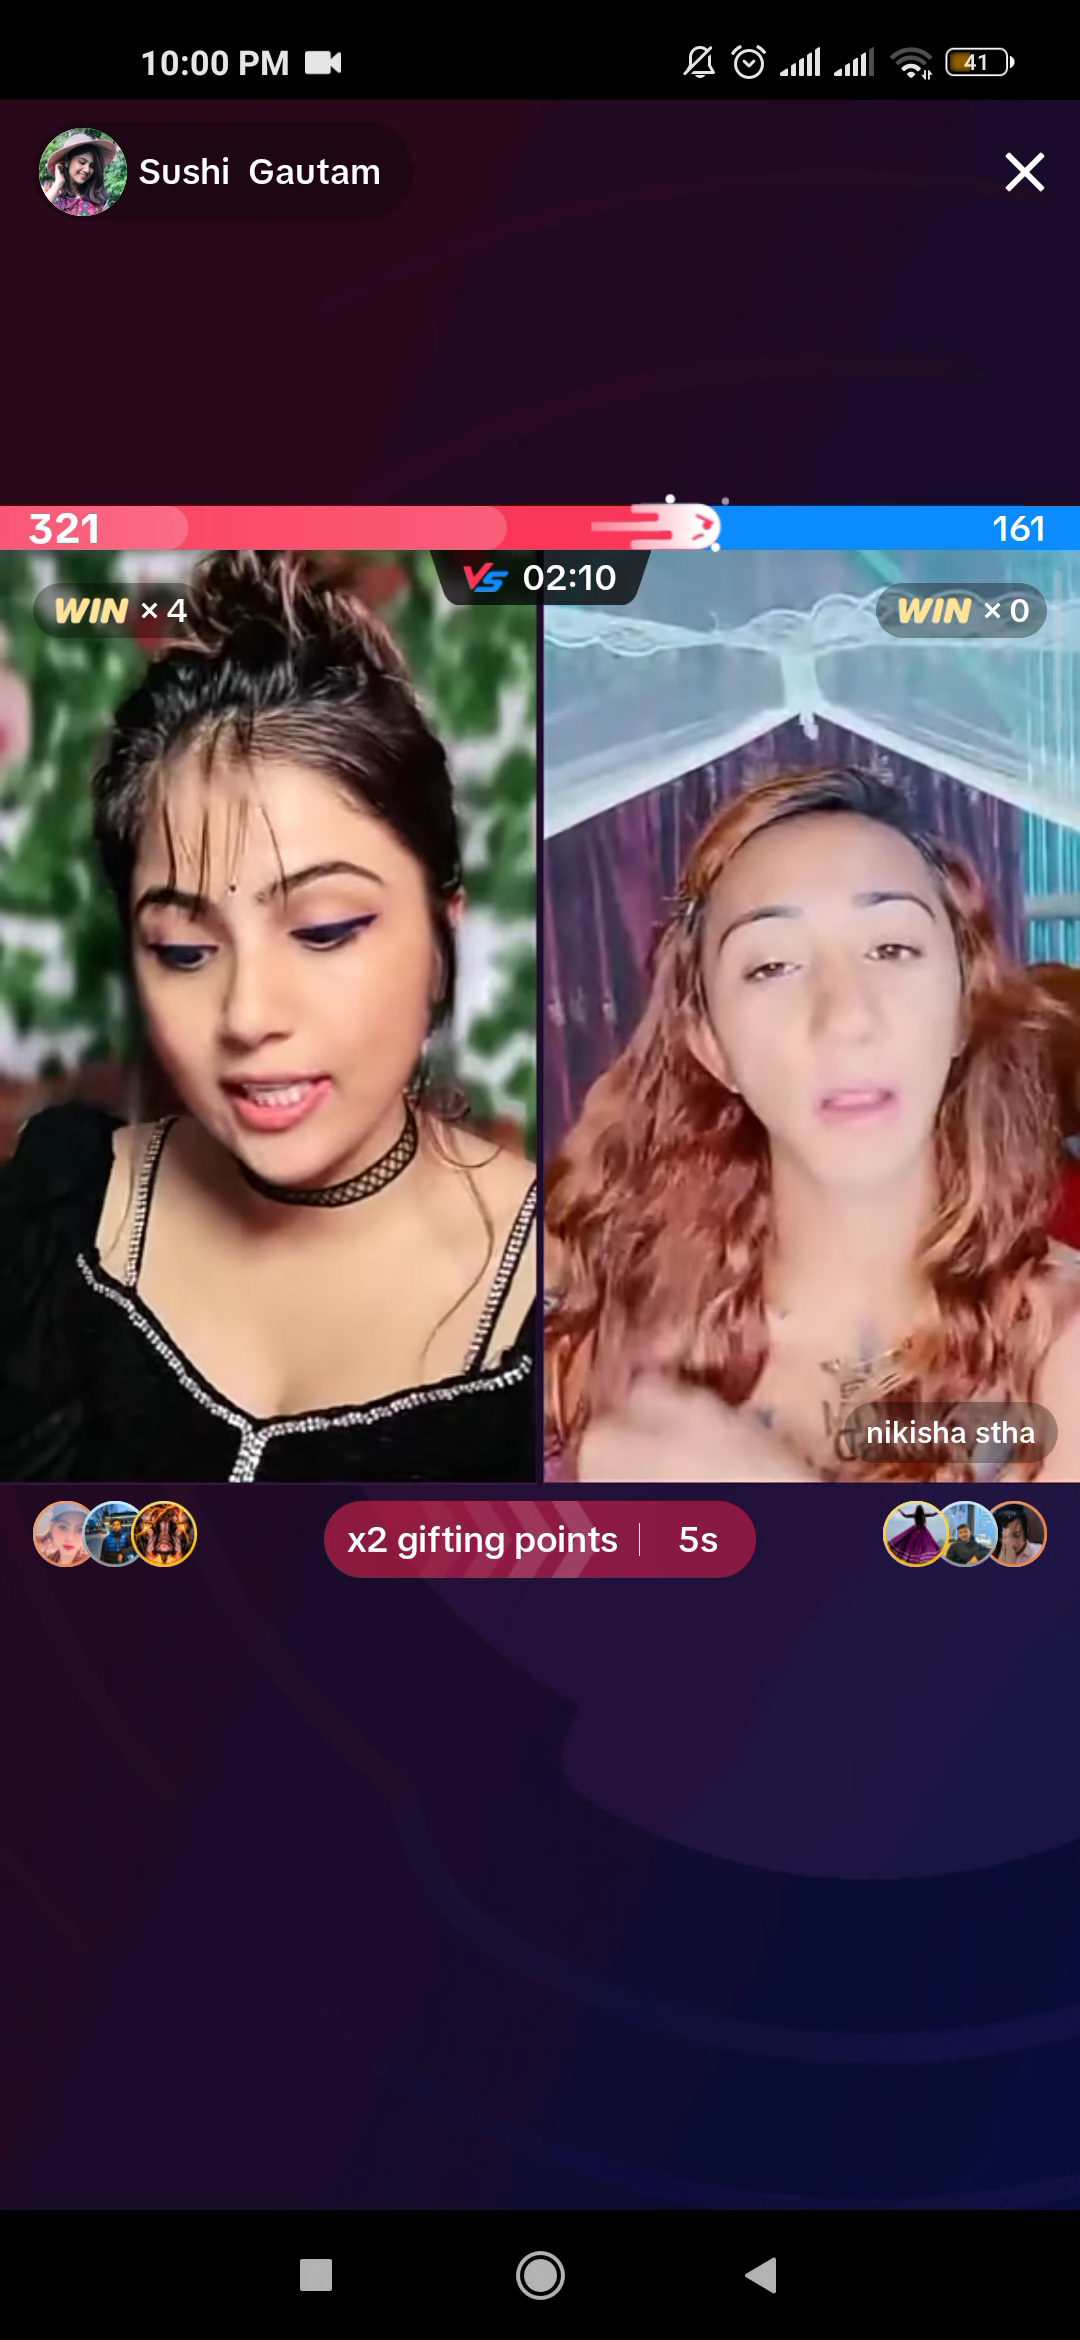 10:00 PM
41
Sushi Gautam
321
161
VS 02:10
WIN × 4
WIN × 0
nikisha stha
x2 gifting points | 5s